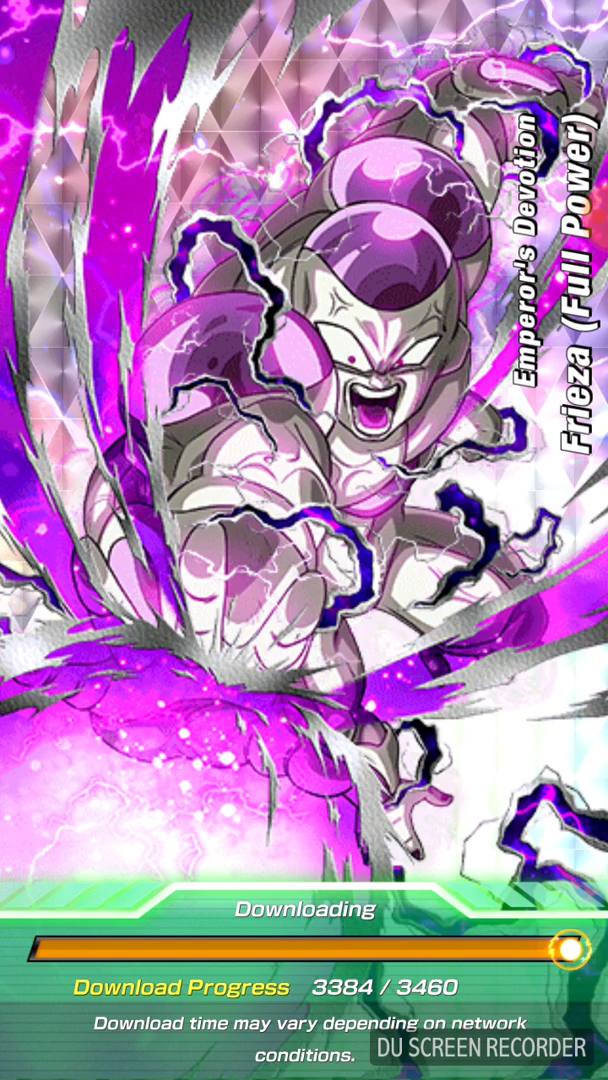 Emperor's Devotion
Frieza (Full Power)
Downloading
Download Progress 3384 / 3460
Download time may vary depending on network
conditions.
DU SCREEN RECORDER